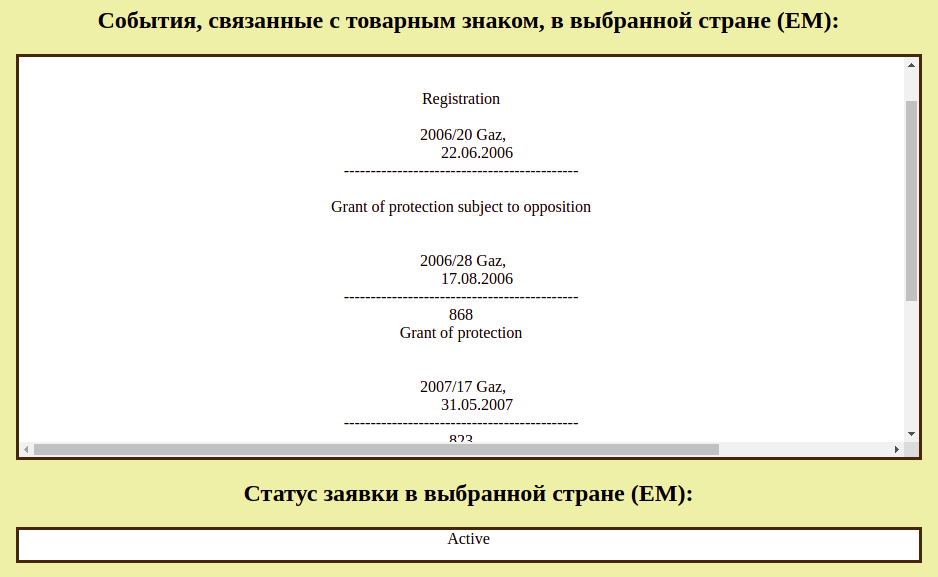 События, связанные с товарным знаком, в выбранной стране (EM):
Registration
2006/20 Gaz,
22.06.2006
--------------------------------------------
Grant of protection subject to opposition
2006/28 Gaz,
17.08.2006
--------------------------------------------
868
Grant of protection
2007/17 Gaz,
31.05.2007
--------------------------------------------
823
Статус заявки в выбранной стране (EM):
Active